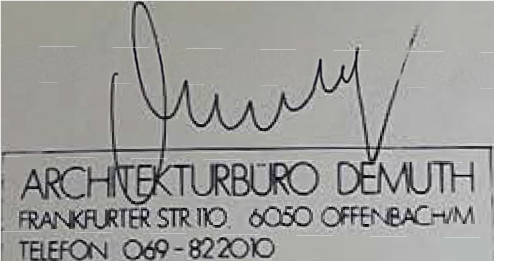 ARCHITEKTURBÜRO DEMUTH
FRANKFURTER STR 110. 6050 OFFENBACH/M
TELEFON 069-822010